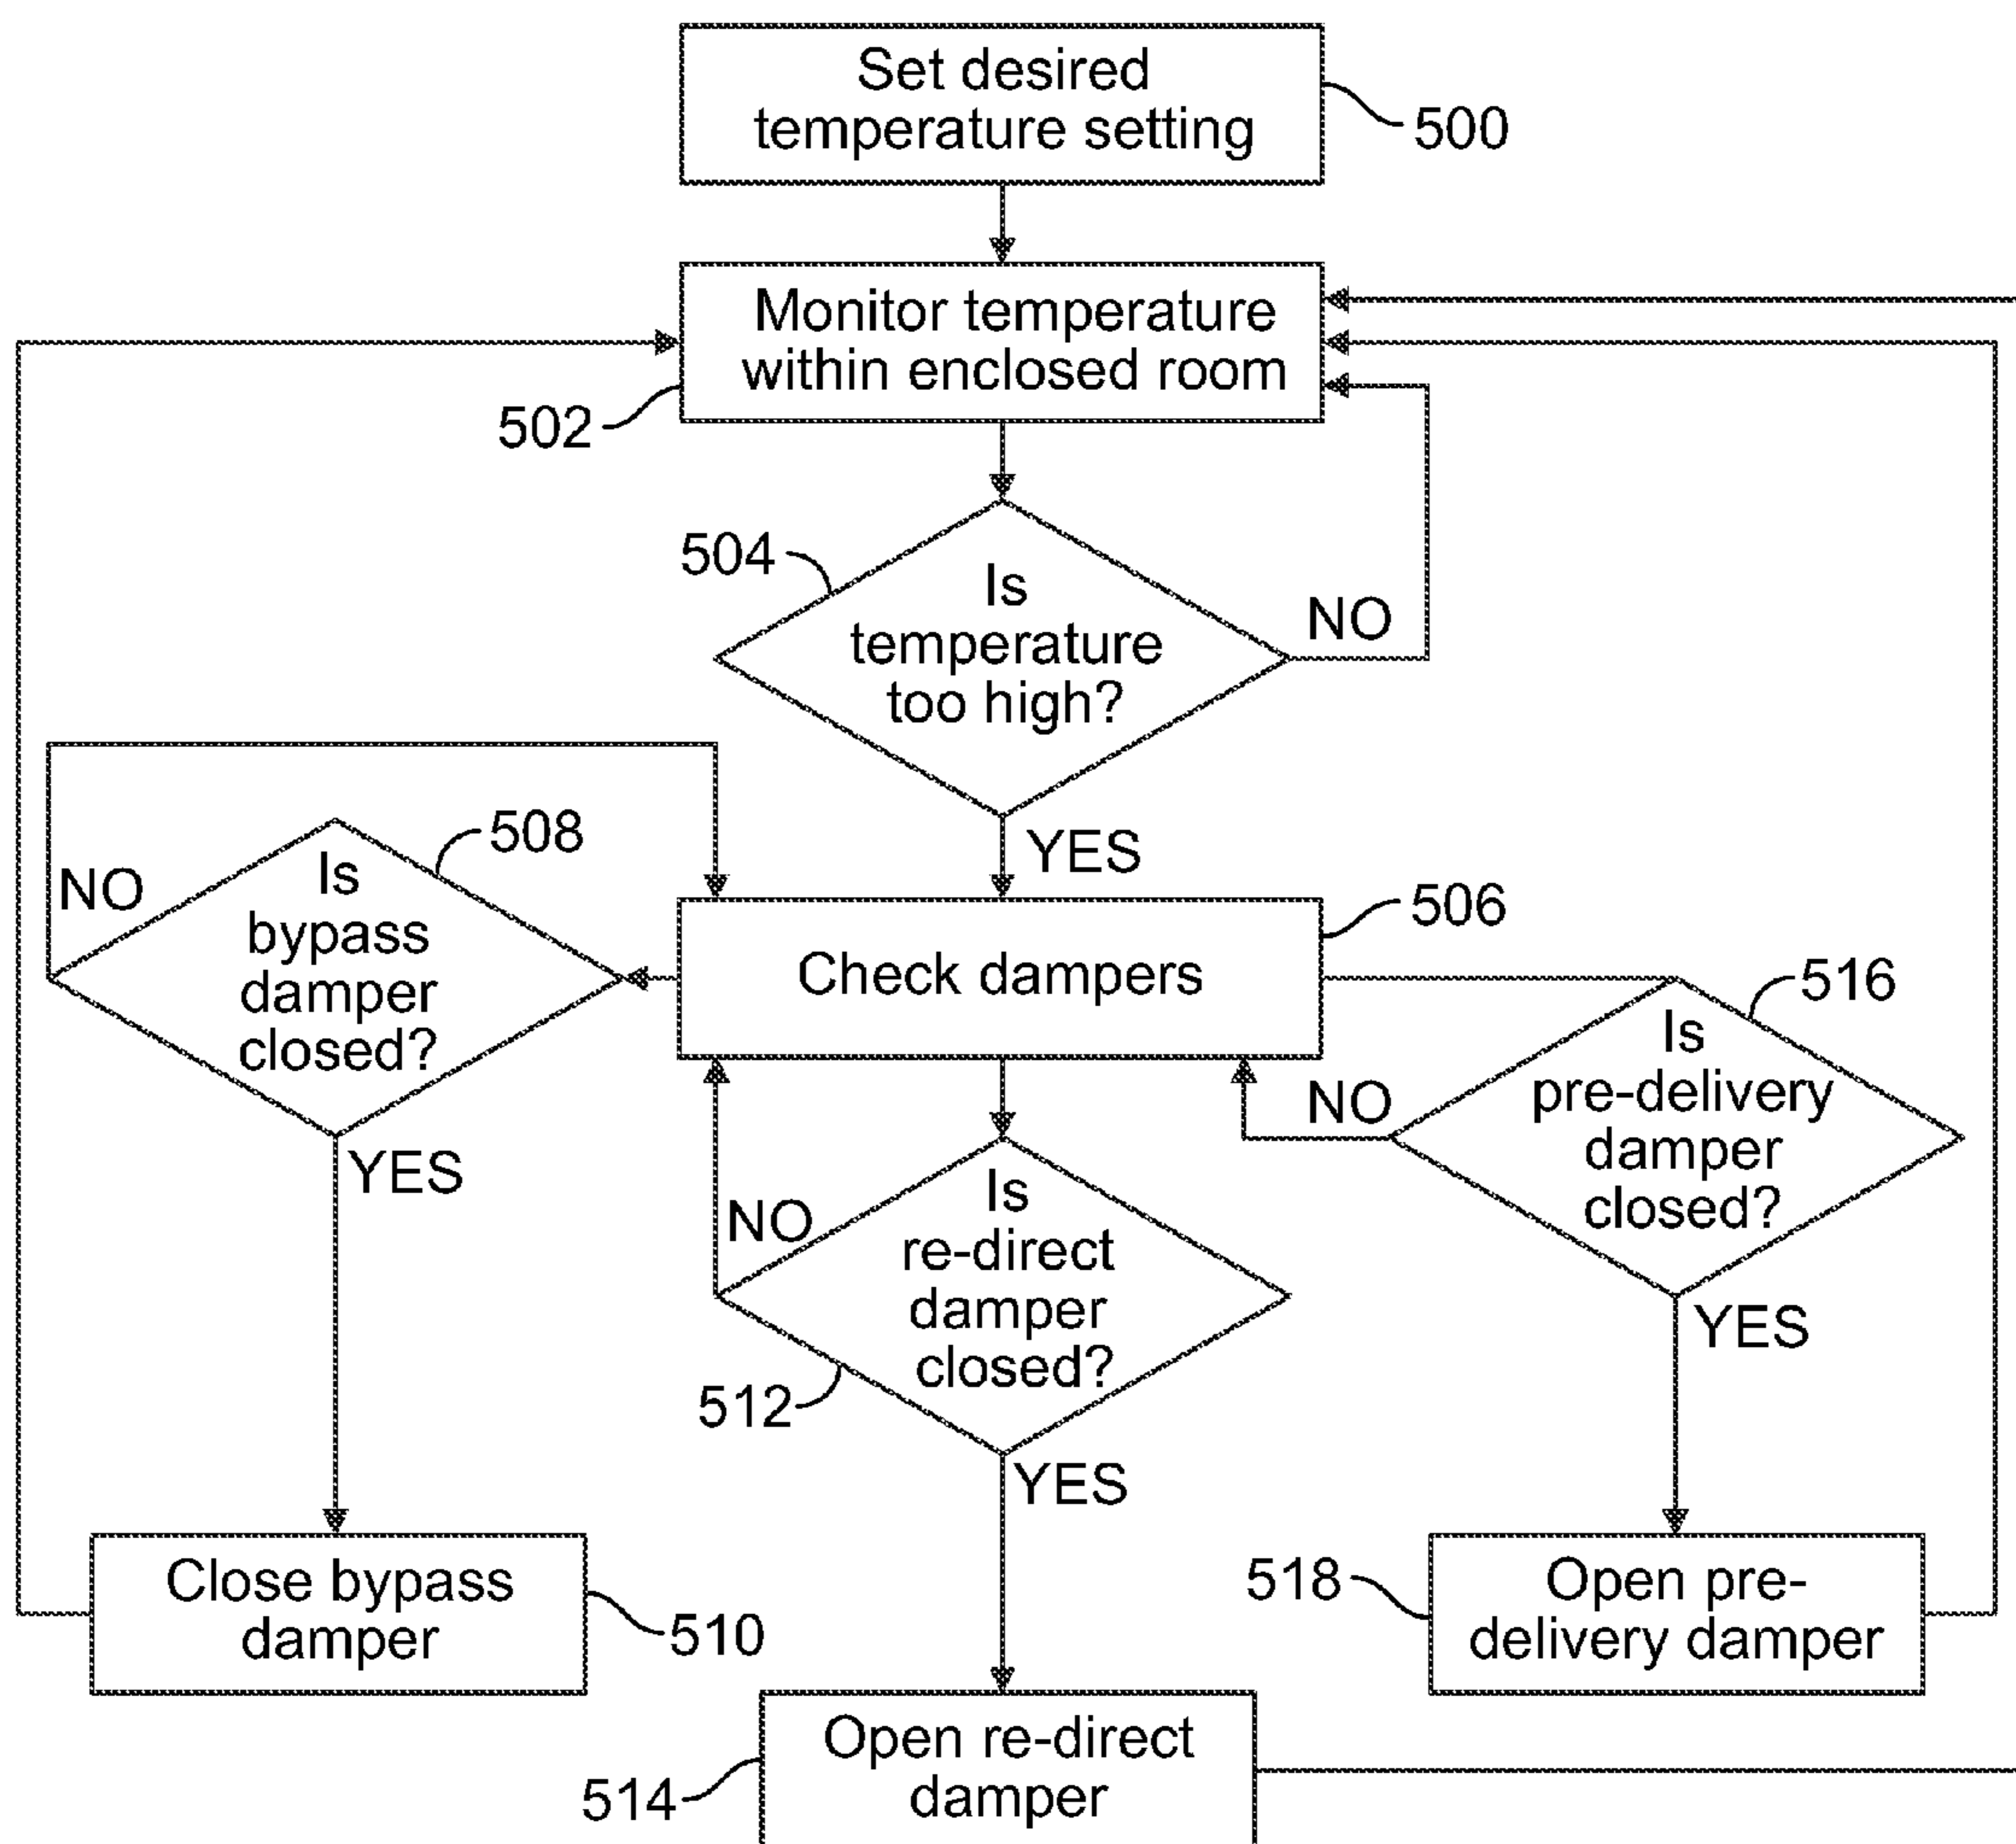 Set desired
temperature setting
500
Monitor temperature
within enclosed room
502
504
Is
temperature
too high?
NO
YES
508
Is
bypass
damper
closed?
NO
YES
506
Check dampers
516
Is
pre-delivery
damper
closed?
NO
YES
Is
re-direct
damper
closed?
NO
512
YES
Close bypass
damper
510
518
Open pre-
delivery damper
Open re-direct
damper
514